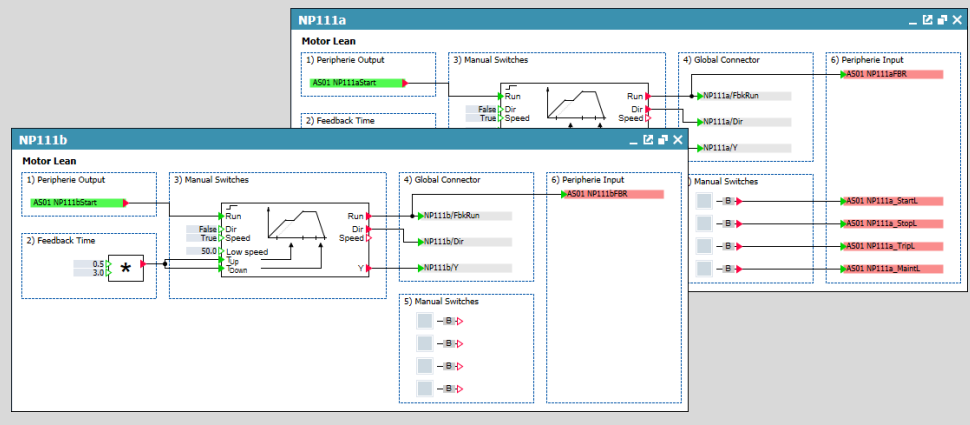 NP111a
Motor Lean
1) Peripherie Output
AS01 NP111aStart
2) Feedback Time
3) Manual Switches
Run
False Dir
True Speed
Run
Dir
Speed
4) Global Connector
NP111a/FbkRun
NP111a/Dir
NP111a/Y
) Manual Switches
B
B
B
B
6) Peripherie Input
AS01 NP111aFBR
AS01 NP111a_StartL
AS01 NP111a_StopL
AS01 NP111a_TripL
AS01 NP111a_MaintL
NP111b
Motor Lean
1) Peripherie Output
AS01 NP111bStart
2) Feedback Time
0.5
3.0
*
3) Manual Switches
Run
False Dir
True Speed
50.0 Low speed
TUp
TDown
Run
Dir
Speed
Y
4) Global Connector
NP111b/FbkRun
NP111b/Dir
NP111b/Y
5) Manual Switches
B
B
B
B
6) Peripherie Input
AS01 NP111bFBR